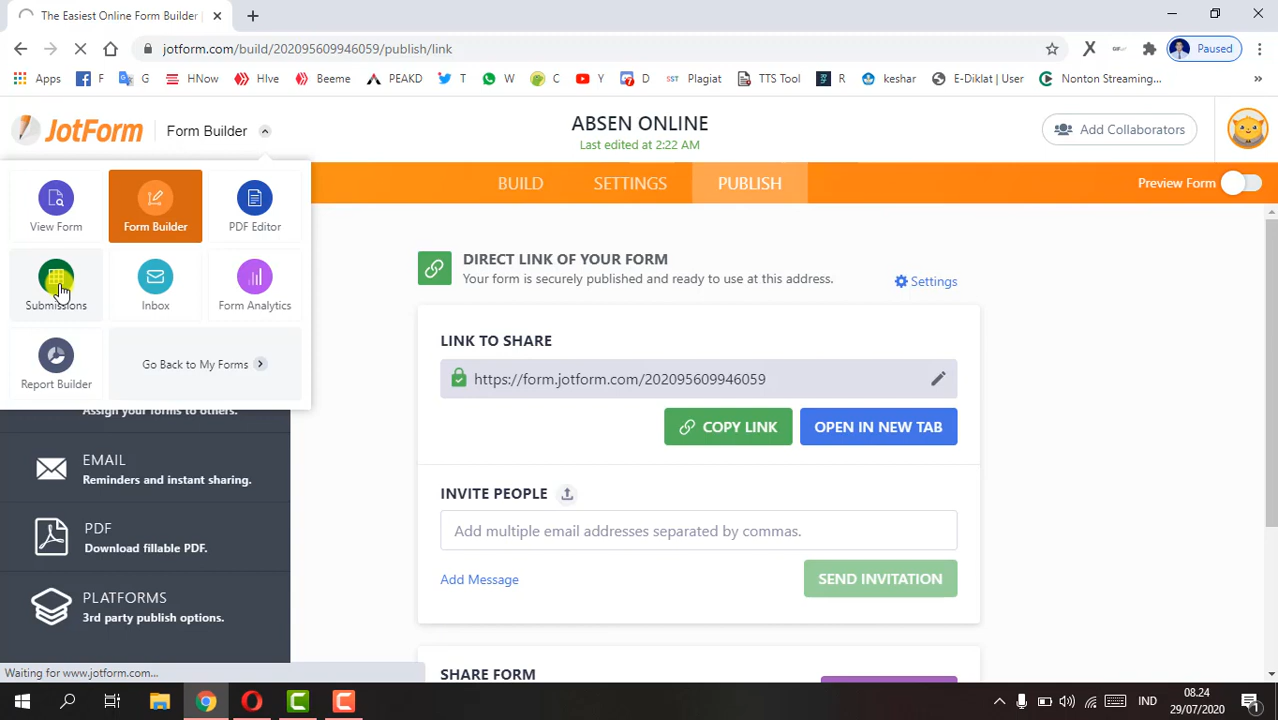 The Easiest Online Form Builder
jotform.com/build/202095609946059/publish/link
Paused
Apps
F
G
HNow
HIve
Beeme
PEAKD
T
W
C
Y
D
SST Plagiat
TTS Tool
R
keshar
E-Diklat | User
Nonton Streaming...
JotForm
Form Builder
ABSEN ONLINE
Last edited at 2:22 AM
Add Collaborators
BUILD
SETTINGS
PUBLISH
Preview Form
View Form
Form Builder
PDF Editor
Submissions
Inbox
Form Analytics
Report Builder
Go Back to My Forms
Assign your forms to others.
EMAIL
Reminders and instant sharing.
PDF
Download fillable PDF.
PLATFORMS
3rd party publish options.
DIRECT LINK OF YOUR FORM
Your form is securely published and ready to use at this address.
Settings
LINK TO SHARE
https://form.jotform.com/202095609946059
COPY LINK
OPEN IN NEW TAB
INVITE PEOPLE
Add multiple email addresses separated by commas.
Add Message
SEND INVITATION
SHARE FORM
Waiting for www.jotform.com...
IND
08.24
29/07/2020